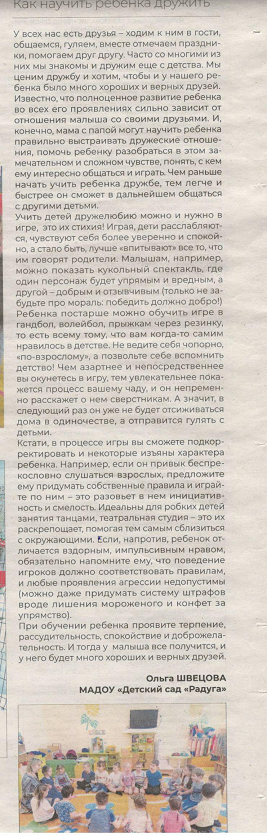 Как научить ребенка дружить
У всех нас есть друзья – ходим к ним в гости,
общаемся, гуляем, вместе отмечаем праздни-
ки, помогаем друг другу. Часто со многими из
них мы знакомы и дружим еще с детства. Мы
ценим дружбу и хотим, чтобы и у нашего ре-
бенка было много хороших и верных друзей.
Известно, что полноценное развитие ребенка
во всех его проявлениях сильно зависит от
отношения малыша со своими друзьями. И,
конечно, мама с папой могут научить ребенка
правильно выстраивать дружеские отноше-
ния, помочь ребенку разобраться в этом за-
мечательном и сложном чувстве, понять, с кем
ему интересно общаться и играть. Чем раньше
начать учить ребенка дружбе, тем легче и
быстрее он сможет в дальнейшем общаться
с другими детьми.
Учить детей дружелюбию можно и нужно в
игре, это их стихия! Играя, дети расслабляют-
ся, чувствуют себя более уверенно и спокой-
но, а стало быть, лучше «впитывают» все то, что
им говорят родители. Малышам, например,
можно показать кукольный спектакль, где
один персонаж будет упрямым и вредным, а
другой – добрым и отзывчивым (только не за-
будьте про мораль: победить должно добро!)
Ребенка постарше можно обучить игре в
гандбол, волейбол, прыжкам через резинку,
то есть всему тому, что вам когда-то самим
нравилось в детстве. Не ведите себя чопорно,
«по-взрослому», а позвольте себе вспомнить
детство! Чем азартнее и непосредственнее
вы окунетесь в игру, тем увлекательнее пока-
жется процесс вашему чаду, и он непремен-
но расскажет о нем сверстникам. А значит, в
следующий раз он уже не будет отсиживаться
дома в одиночестве, а отправится гулять с
детьми.
Кстати, в процессе игры вы сможете подкор-
ректировать и некоторые изъяны характера
ребенка. Например, если он привык беспре-
кословно слушаться взрослых, предложите
ему придумать собственные правила и играй-
те по ним – это разовьет в нем инициатив-
ность и смелость. Идеальны для робких детей
занятия танцами, театральная студия – это их
раскрепощает, помогая тем самым сблизиться
с окружающими. Если, напротив, ребенок от-
личается вздорным, импульсивным нравом,
обязательно напомните ему, что поведение
игроков должно соответствовать правилам,
и любые проявления агрессии недопустимы
(можно даже придумать систему штрафов
вроде лишения мороженого и конфет за
упрямство).
При обучении ребенка проявите терпение,
рассудительность, спокойствие и доброжела-
тельность. И тогда у малыша все получится, и
у него будет много хороших и верных друзей.
Ольга ШВЕЦОВА
МАДОУ «Детский сад «Радуга»